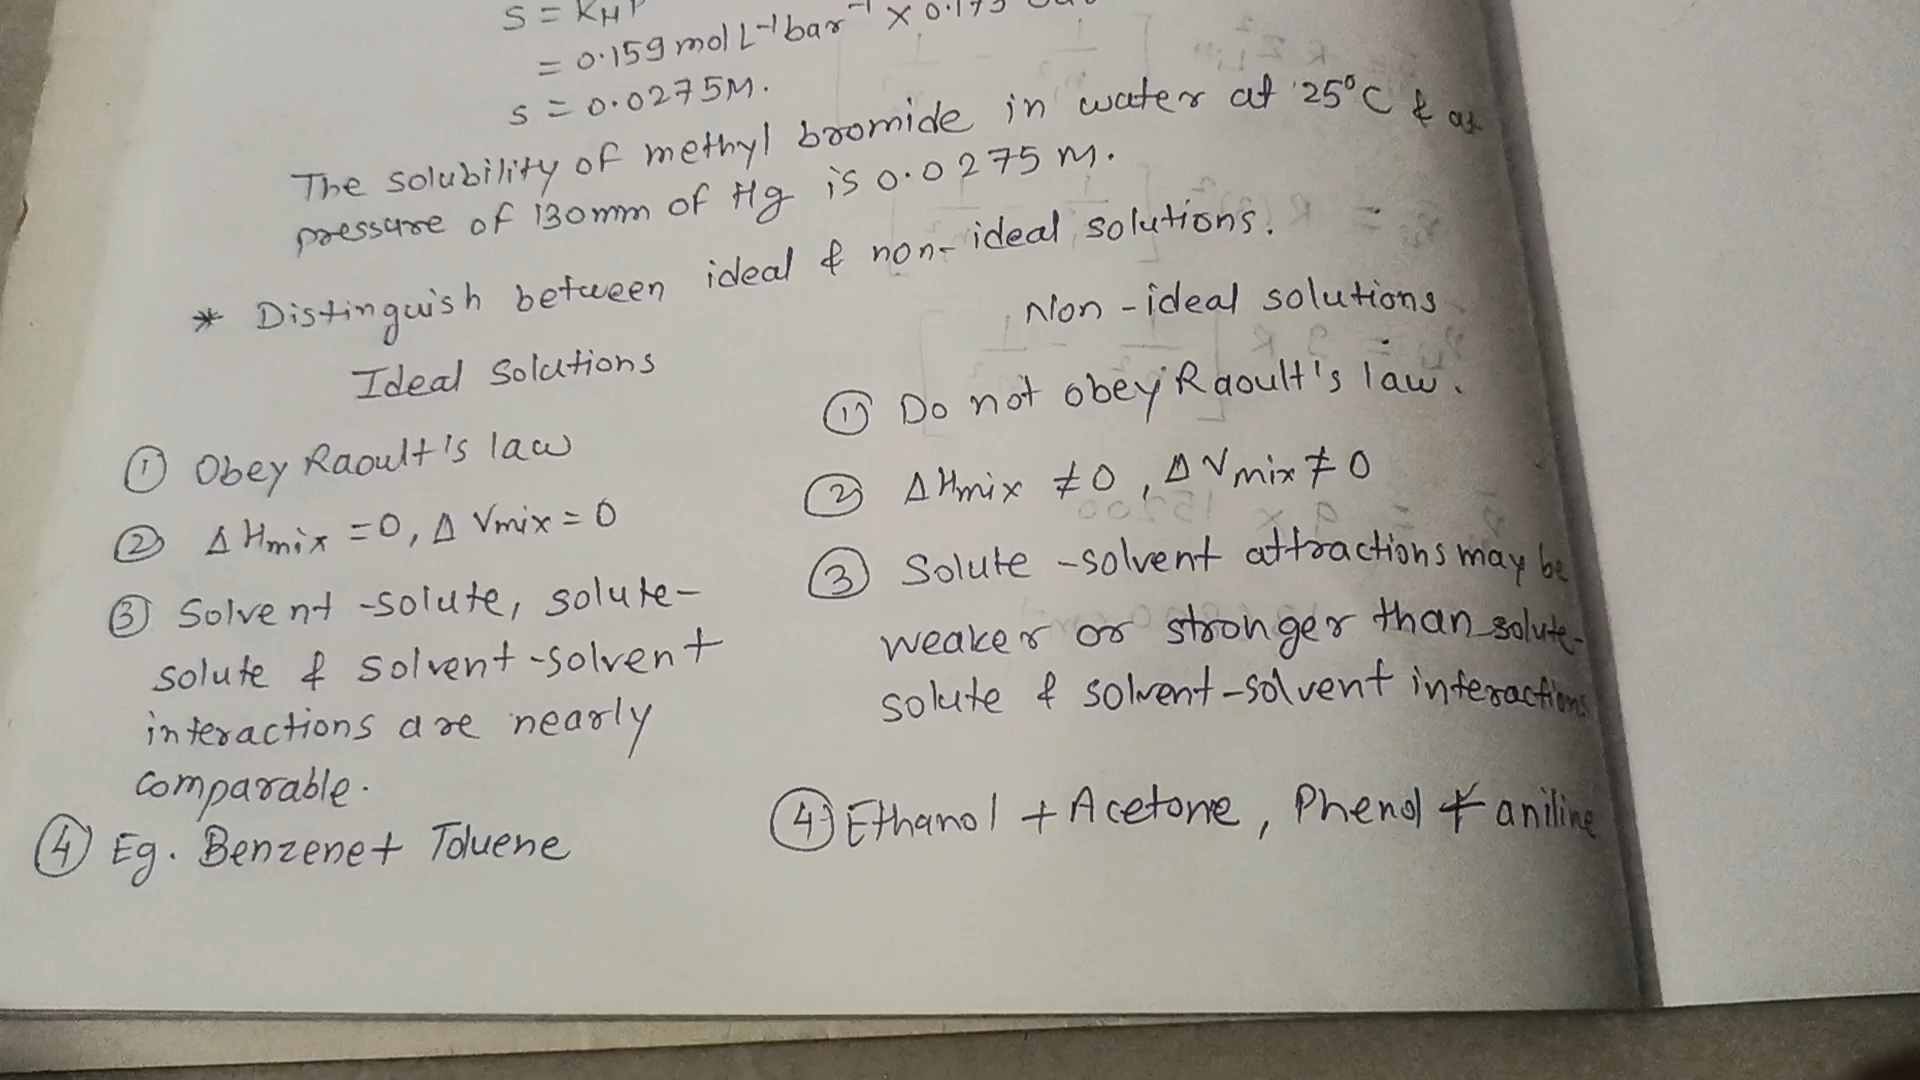 S = KHP
= 0.159 mol L-1 bar-1 x 0.173
S = 0.0275M.
The solubility of methyl bromide in water at 25°C & at
pressure of 130mm of Hg is 0.0275 M.
* Distinguish between ideal & non-ideal solutions.
Ideal Solutions
① Obey Raoult's law
② ΔHmix = 0, ΔVmix = 0
③ Solvent-solute, solute-
solute & solvent-solvent
interactions are nearly
comparable.
④ Eg. Benzene + Toluene
Non-ideal solutions
① Do not obey Raoult's law.
② ΔHmix ≠ 0, ΔVmix ≠ 0
③ Solute-solvent attractions may be
weaker or stronger than solute-
solute & solvent-solvent interactions
④ Ethanol + Acetone, Phenol + aniline